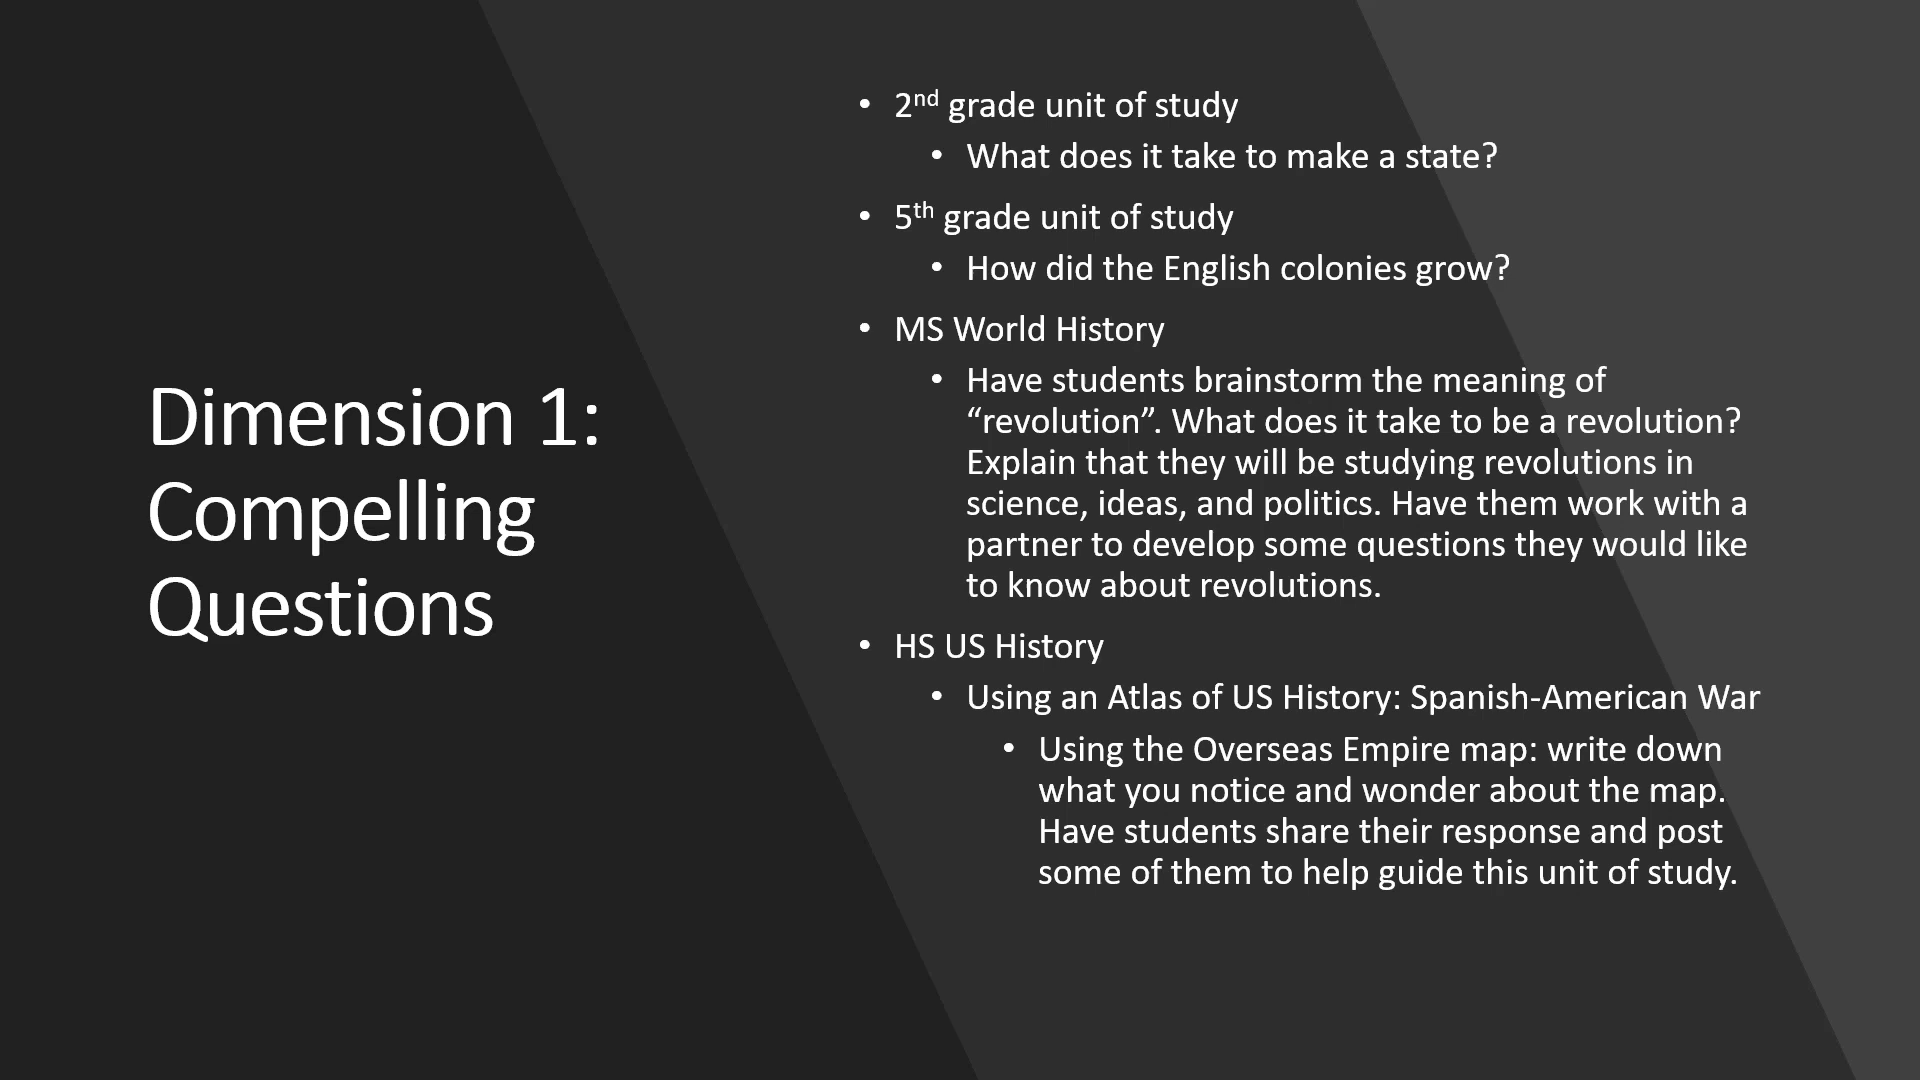 Dimension 1:
Compelling
Questions
• 2nd grade unit of study
• What does it take to make a state?
• 5th grade unit of study
• How did the English colonies grow?
• MS World History
• Have students brainstorm the meaning of
“revolution”. What does it take to be a revolution?
Explain that they will be studying revolutions in
science, ideas, and politics. Have them work with a
partner to develop some questions they would like
to know about revolutions.
• HS US History
• Using an Atlas of US History: Spanish-American War
• Using the Overseas Empire map: write down
what you notice and wonder about the map.
Have students share their response and post
some of them to help guide this unit of study.